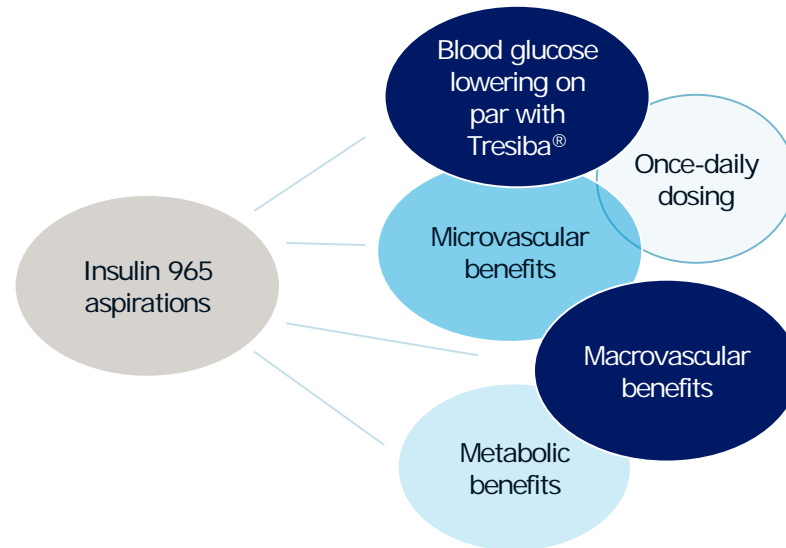 Blood glucose
lowering on
par with
Tresiba®
Once-daily
dosing
Microvascular
benefits
Insulin 965
aspirations
Macrovascular
benefits
Metabolic
benefits